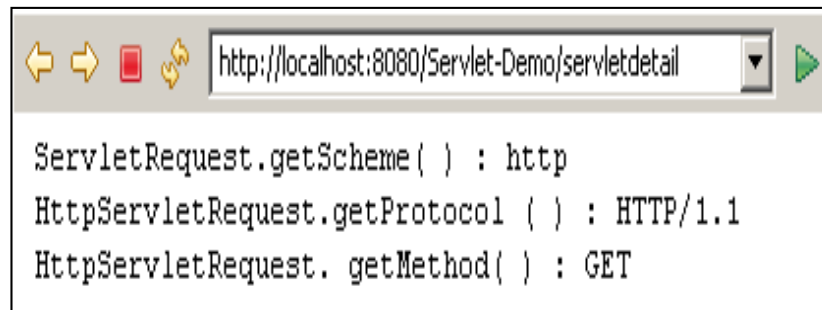 http://localhost:8080/Servlet-Demo/servletdetail
ServletRequest.getScheme( ) : http
HttpServletRequest.getProtocol ( ) : HTTP/1.1
HttpServletRequest. getMethod( ) : GET